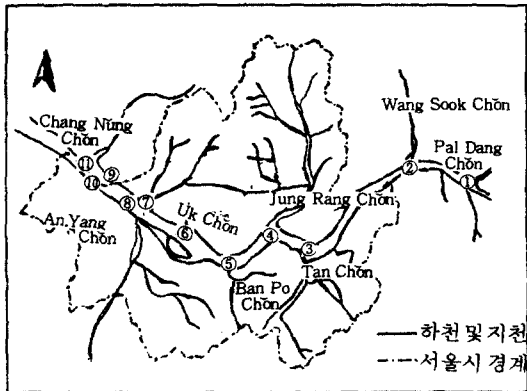 Wang Sook Chŏn
Chang Nŭng
Chŏn
Pal Dang
Chŏn
⑪
⑨
②
①
⑩
Jung Rang Chŏn
⑧
⑦
Uk Chŏn
An Yang
Chŏn
⑥
④
③
⑤
Tan Chŏn
Ban Po
Chŏn
하천 및 지천
서울시 경계